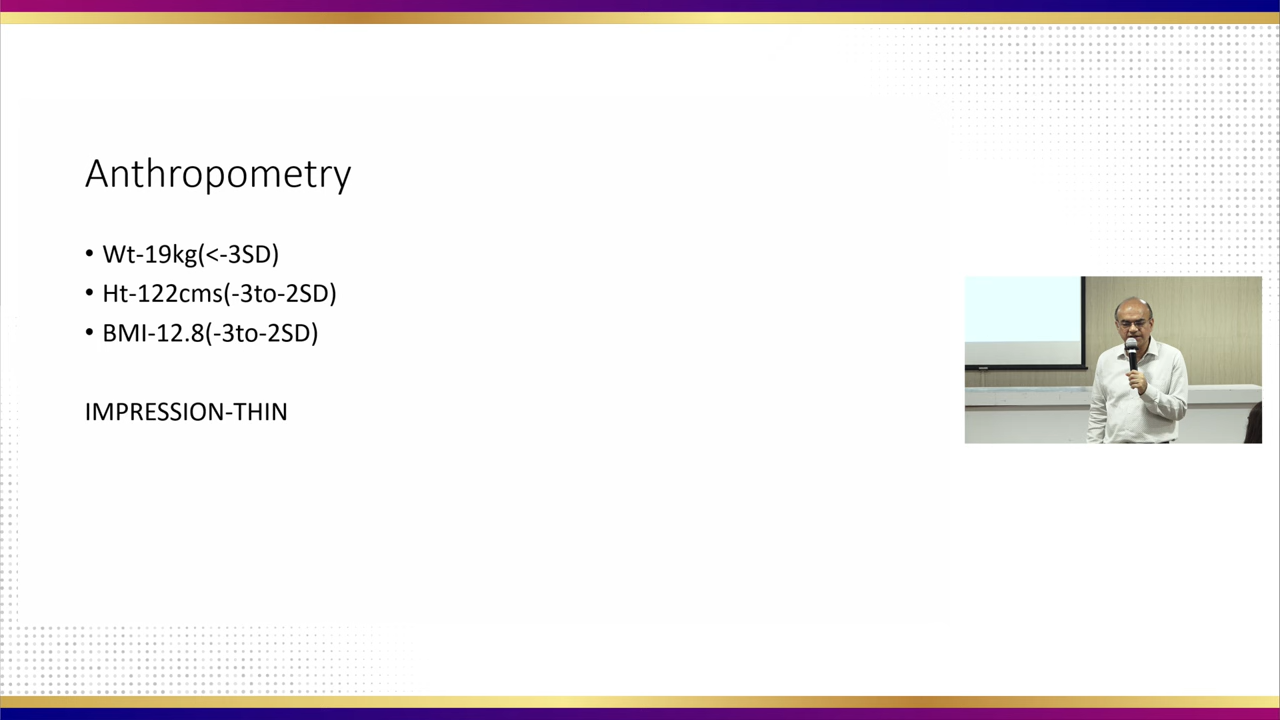 Anthropometry
• Wt-19kg(<-3SD)
• Ht-122cms(-3to-2SD)
• BMI-12.8(-3to-2SD)
IMPRESSION-THIN